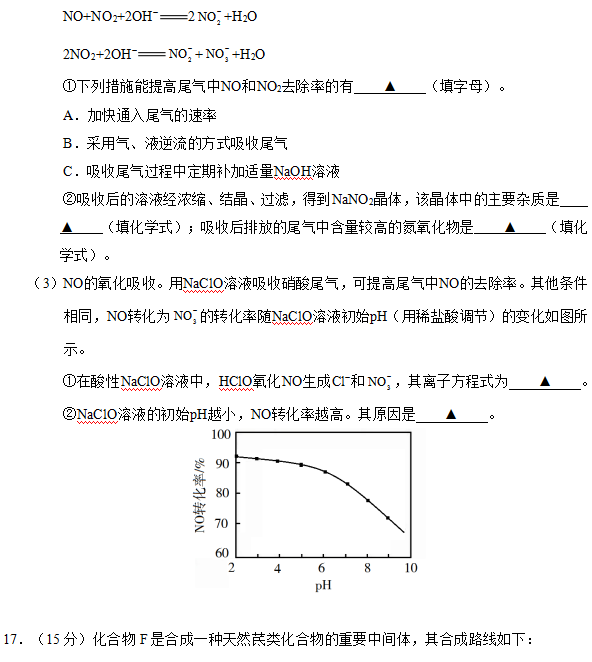 NO+NO₂+2OH⁻══2NO₂⁻+H₂O
2NO₂+2OH⁻══NO₂⁻+NO₃⁻+H₂O
①下列措施能提高尾气中NO和NO₂去除率的有____▲____（填字母）。
A．加快通入尾气的速率
B．采用气、液逆流的方式吸收尾气
C．吸收尾气过程中定期补加适量NaOH溶液
②吸收后的溶液经浓缩、结晶、过滤，得到NaNO₂晶体，该晶体中的主要杂质是____
▲____（填化学式）；吸收后排放的尾气中含量较高的氮氧化物是____▲____（填化
学式）。
（3）NO的氧化吸收。用NaClO溶液吸收硝酸尾气，可提高尾气中NO的去除率。其他条件
相同，NO转化为NO₃⁻的转化率随NaClO溶液初始pH（用稀盐酸调节）的变化如图所
示。
①在酸性NaClO溶液中，HClO氧化NO生成Cl⁻和NO₃⁻，其离子方程式为____▲____。
②NaClO溶液的初始pH越小，NO转化率越高。其原因是____▲____。
100
90
80
70
60
NO转化率/%
2 4 6 8 10
pH
17．（15分）化合物F是合成一种天然茋类化合物的重要中间体，其合成路线如下：